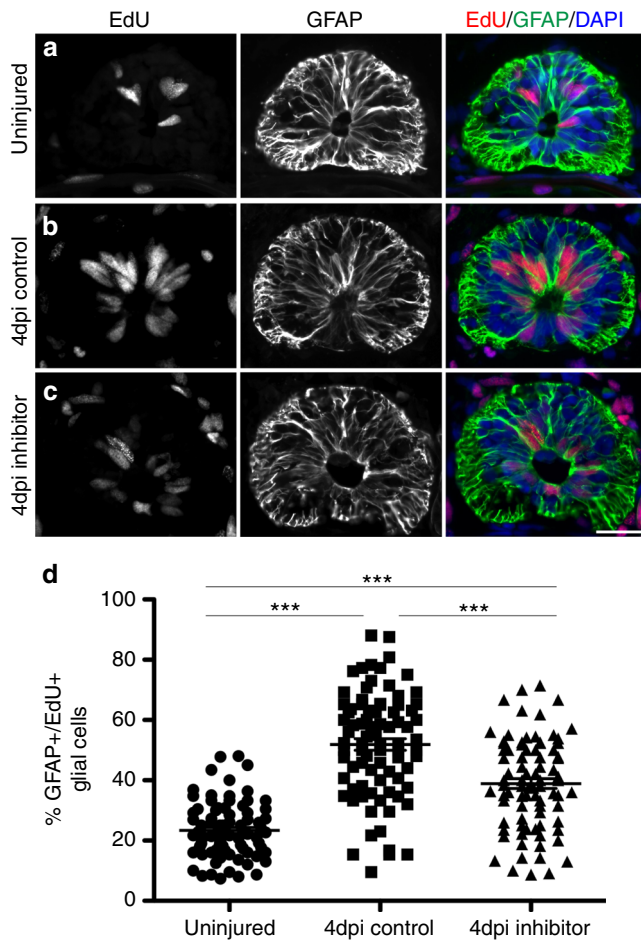 EdU
GFAP
EdU/GFAP/DAPI
a
Uninjured
b
4dpi control
c
4dpi inhibitor
d
***
***
***
100
80
60
40
20
0
% GFAP+/EdU+
glial cells
Uninjured
4dpi control
4dpi inhibitor